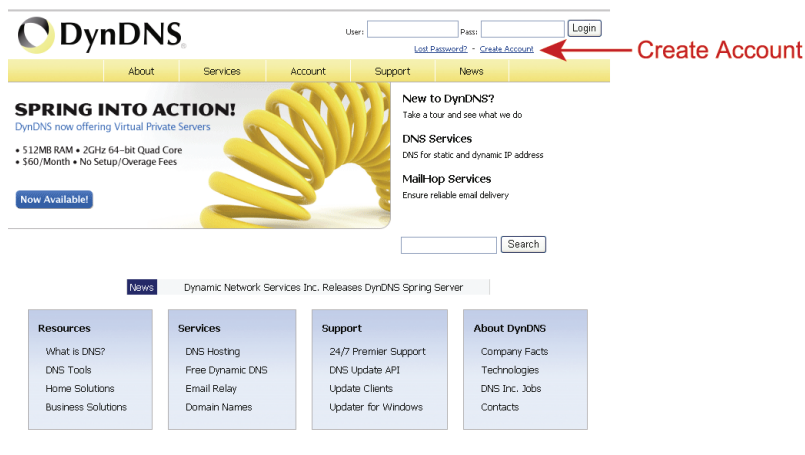 DynDNS
User: Pass: Login
Lost Password? - Create Account
Create Account
About Services Account Support News
SPRING INTO ACTION!
DynDNS now offering Virtual Private Servers
• 512MB RAM • 2GHz 64-bit Quad Core
• $60/Month • No Setup/Overage Fees
Now Available!
New to DynDNS?
Take a tour and see what we do
DNS Services
DNS for static and dynamic IP address
MailHop Services
Ensure reliable email delivery
Search
News Dynamic Network Services Inc. Releases DynDNS Spring Server
Resources
What is DNS?
DNS Tools
Home Solutions
Business Solutions
Services
DNS Hosting
Free Dynamic DNS
Email Relay
Domain Names
Support
24/7 Premier Support
DNS Update API
Update Clients
Updater for Windows
About DynDNS
Company Facts
Technologies
DNS Inc. Jobs
Contacts